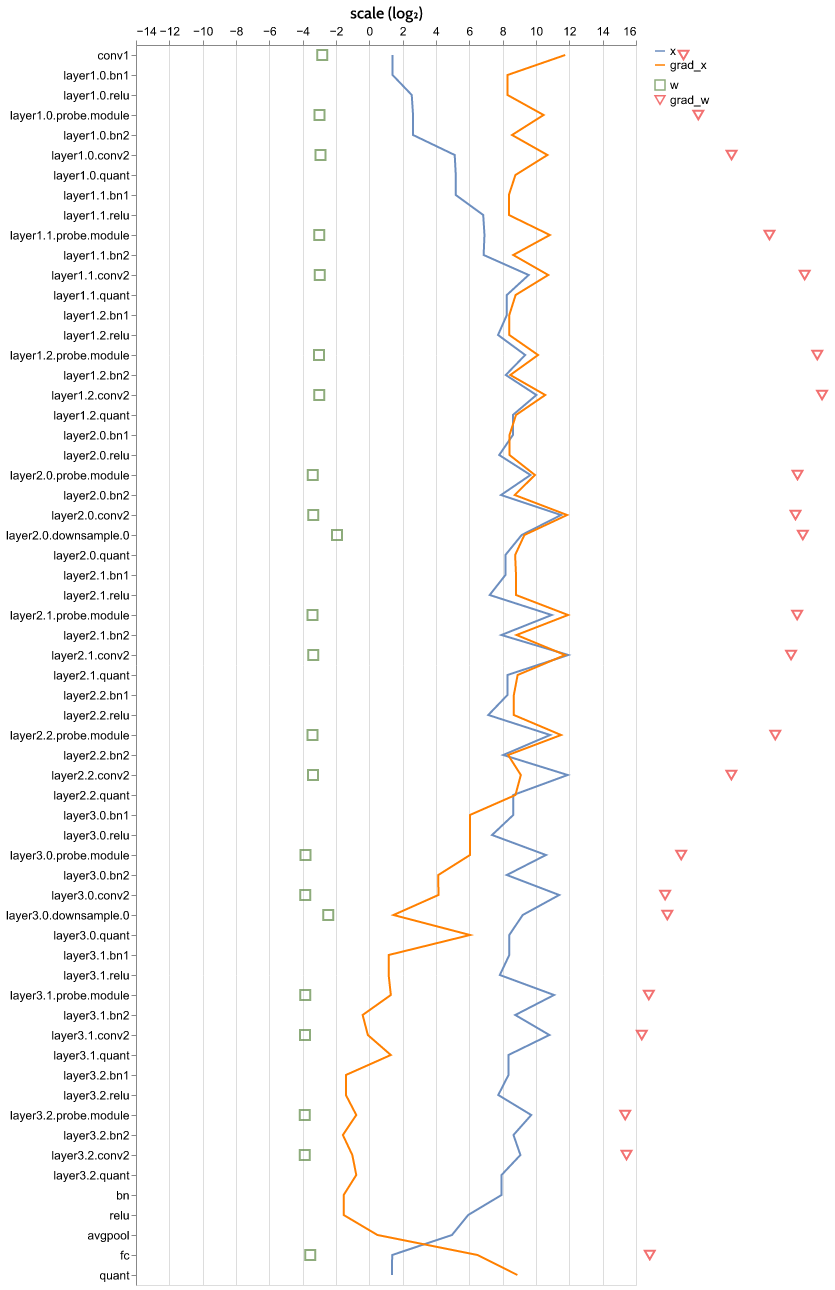 scale (log₂)
−14 −12 −10 −8 −6 −4 −2 0 2 4 6 8 10 12 14 16
x
grad_x
w
grad_w
conv1
layer1.0.bn1
layer1.0.relu
layer1.0.probe.module
layer1.0.bn2
layer1.0.conv2
layer1.0.quant
layer1.1.bn1
layer1.1.relu
layer1.1.probe.module
layer1.1.bn2
layer1.1.conv2
layer1.1.quant
layer1.2.bn1
layer1.2.relu
layer1.2.probe.module
layer1.2.bn2
layer1.2.conv2
layer1.2.quant
layer2.0.bn1
layer2.0.relu
layer2.0.probe.module
layer2.0.bn2
layer2.0.conv2
layer2.0.downsample.0
layer2.0.quant
layer2.1.bn1
layer2.1.relu
layer2.1.probe.module
layer2.1.bn2
layer2.1.conv2
layer2.1.quant
layer2.2.bn1
layer2.2.relu
layer2.2.probe.module
layer2.2.bn2
layer2.2.conv2
layer2.2.quant
layer3.0.bn1
layer3.0.relu
layer3.0.probe.module
layer3.0.bn2
layer3.0.conv2
layer3.0.downsample.0
layer3.0.quant
layer3.1.bn1
layer3.1.relu
layer3.1.probe.module
layer3.1.bn2
layer3.1.conv2
layer3.1.quant
layer3.2.bn1
layer3.2.relu
layer3.2.probe.module
layer3.2.bn2
layer3.2.conv2
layer3.2.quant
bn
relu
avgpool
fc
quant